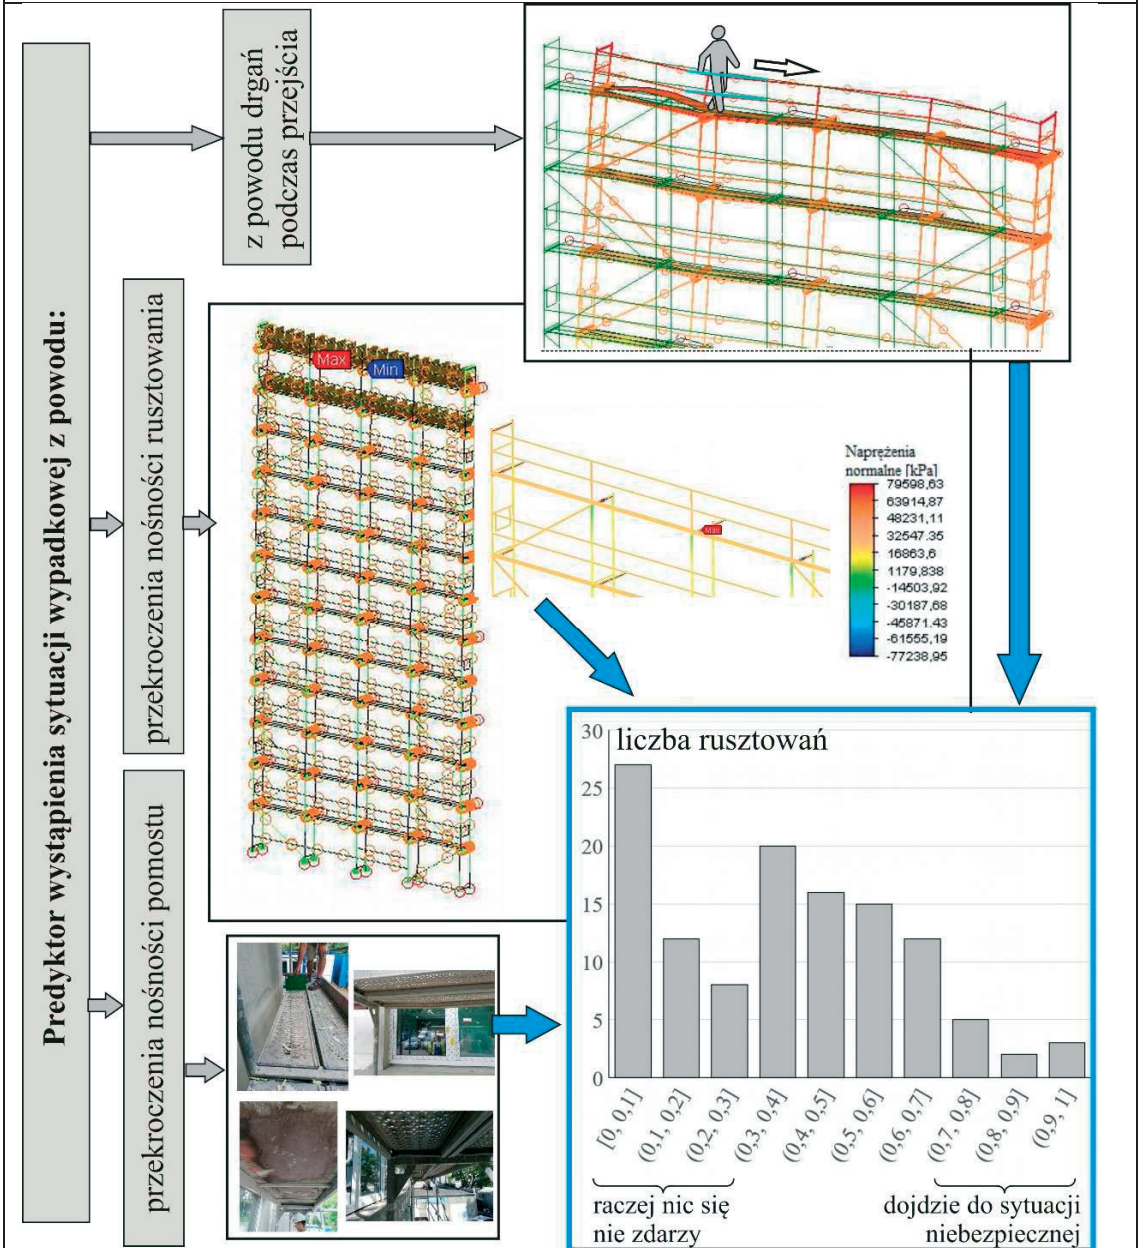 Predyktor wystąpienia sytuacji wypadkowej z powodu:
z powodu drgań
podczas przejścia
przekroczenia nośności rusztowania
przekroczenia nośności pomostu
Max
Min
Max
Naprężenia
normalne [kPa]
79598,63
63914,87
48231,11
32547.35
16863,6
1179,838
-14503,92
-30187,68
-45871.43
-61555,19
-77238,95
liczba rusztowań
30
25
20
15
10
5
0
[0, 0,1]
(0,1, 0,2]
(0,2, 0,3]
(0,3, 0,4]
(0,4, 0,5]
(0,5, 0,6]
(0,6, 0,7]
(0,7, 0,8]
(0,8, 0,9]
(0,9, 1]
raczej nic się
nie zdarzy
dojdzie do sytuacji
niebezpiecznej